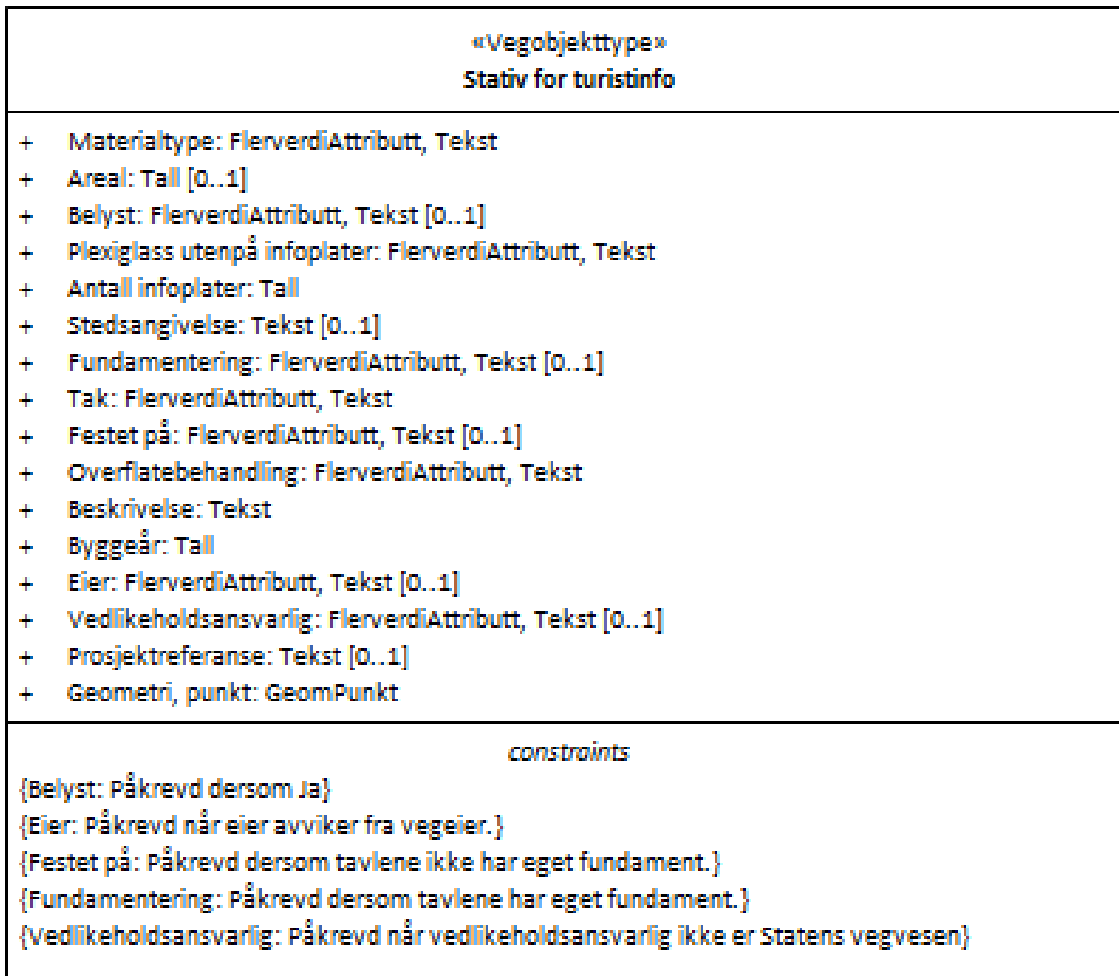 «Vegobjekttype»
Stativ for turistinfo
+ Materialtype: FlerverdiAttributt, Tekst
+ Areal: Tall [0..1]
+ Belyst: FlerverdiAttributt, Tekst [0..1]
+ Plexiglass utenpå infoplater: FlerverdiAttributt, Tekst
+ Antall infoplater: Tall
+ Stedsangivelse: Tekst [0..1]
+ Fundamentering: FlerverdiAttributt, Tekst [0..1]
+ Tak: FlerverdiAttributt, Tekst
+ Festet på: FlerverdiAttributt, Tekst [0..1]
+ Overflatebehandling: FlerverdiAttributt, Tekst
+ Beskrivelse: Tekst
+ Byggeår: Tall
+ Eier: FlerverdiAttributt, Tekst [0..1]
+ Vedlikeholdsansvarlig: FlerverdiAttributt, Tekst [0..1]
+ Prosjektreferanse: Tekst [0..1]
+ Geometri, punkt: GeomPunkt
constraints
{Belyst: Påkrevd dersom Ja}
{Eier: Påkrevd når eier avviker fra vegeier.}
{Festet på: Påkrevd dersom tavlene ikke har eget fundament.}
{Fundamentering: Påkrevd dersom tavlene har eget fundament.}
{Vedlikeholdsansvarlig: Påkrevd når vedlikeholdsansvarlig ikke er Statens vegvesen}